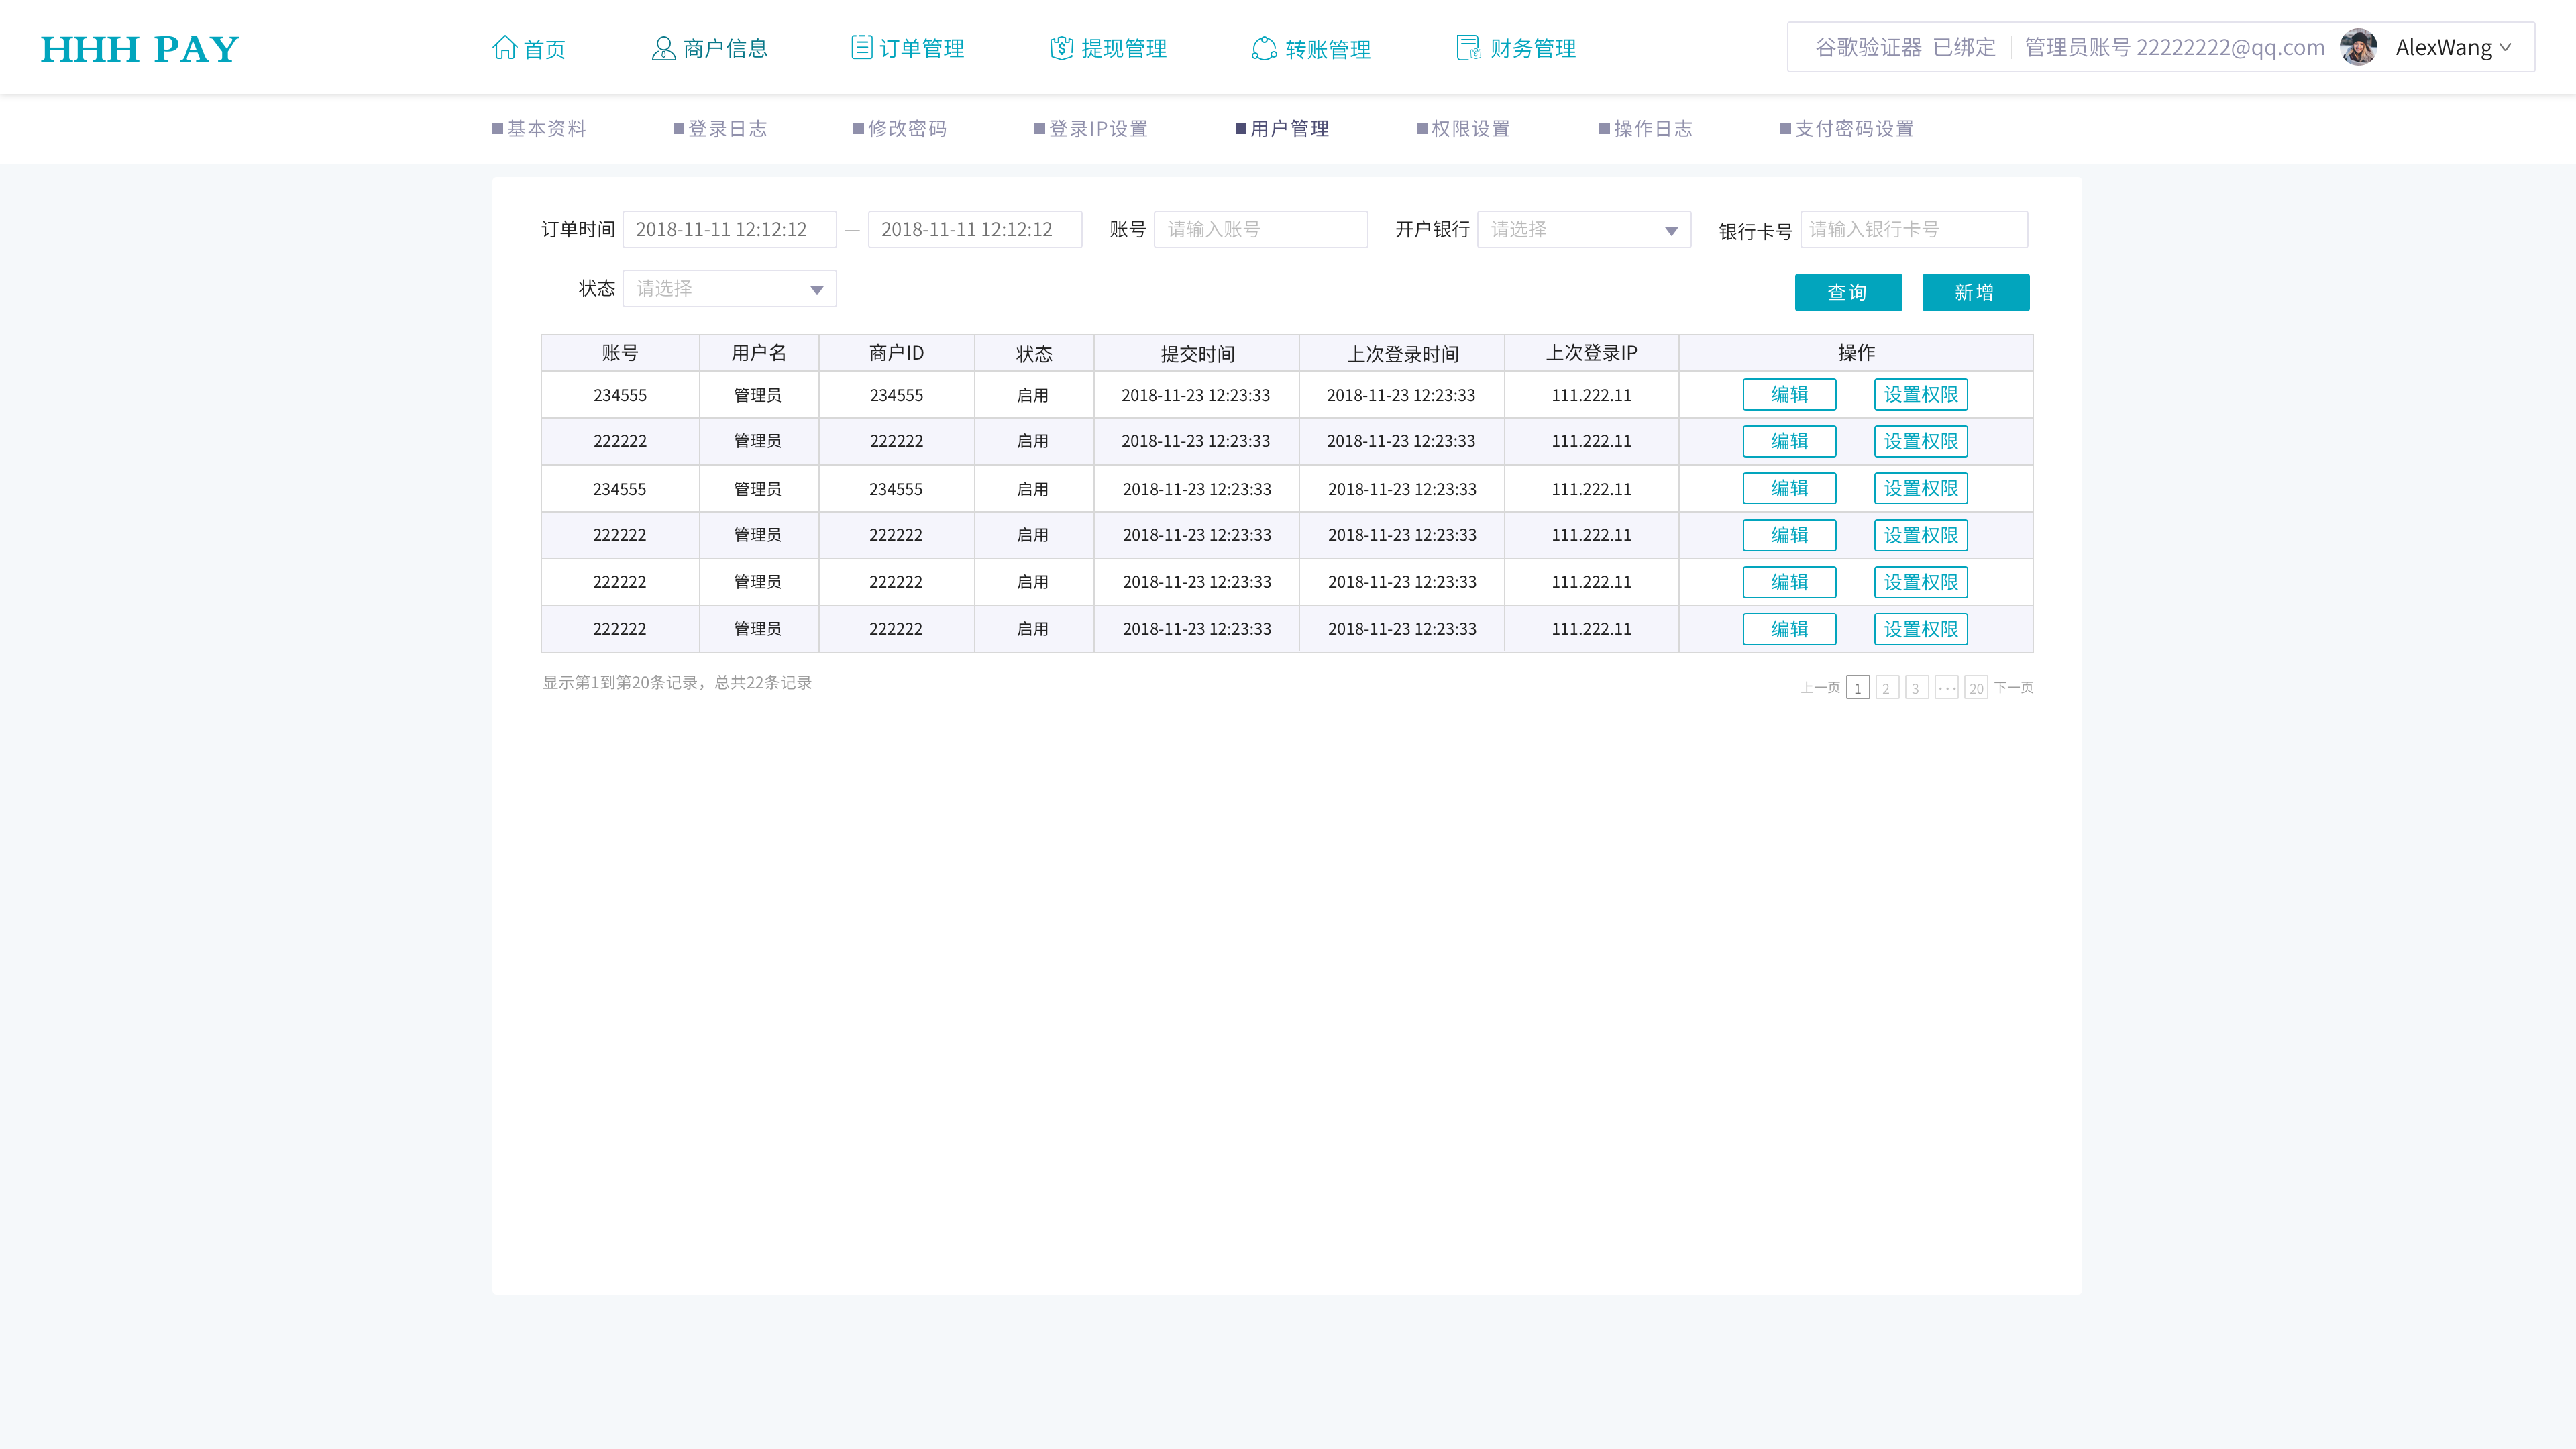 HHH PAY 首页 商户信息 订单管理 提现管理 转账管理 财务管理 谷歌验证器 已绑定 管理员账号 22222222@qq.com AlexWang
基本资料 登录日志 修改密码 登录IP设置 用户管理 权限设置 操作日志 支付密码设置
订单时间 2018-11-11 12:12:12 — 2018-11-11 12:12:12 账号 请输入账号 开户银行 请选择 银行卡号 请输入银行卡号
状态 请选择 查询 新增
账号 用户名 商户ID 状态 提交时间 上次登录时间 上次登录IP 操作
234555 管理员 234555 启用 2018-11-23 12:23:33 2018-11-23 12:23:33 111.222.11 编辑 设置权限
222222 管理员 222222 启用 2018-11-23 12:23:33 2018-11-23 12:23:33 111.222.11 编辑 设置权限
234555 管理员 234555 启用 2018-11-23 12:23:33 2018-11-23 12:23:33 111.222.11 编辑 设置权限
222222 管理员 222222 启用 2018-11-23 12:23:33 2018-11-23 12:23:33 111.222.11 编辑 设置权限
222222 管理员 222222 启用 2018-11-23 12:23:33 2018-11-23 12:23:33 111.222.11 编辑 设置权限
222222 管理员 222222 启用 2018-11-23 12:23:33 2018-11-23 12:23:33 111.222.11 编辑 设置权限
显示第1到第20条记录，总共22条记录 上一页 1 2 3 ··· 20 下一页